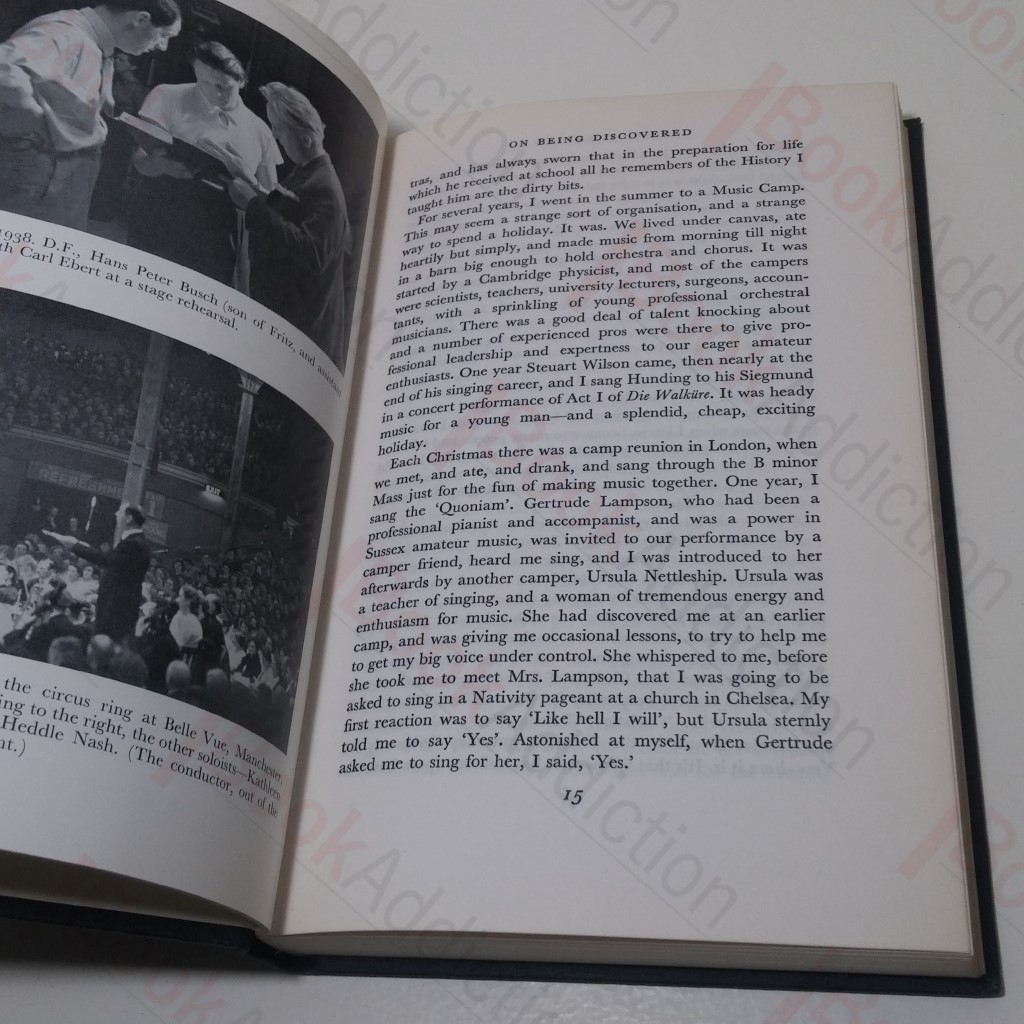 1938. D.F., Hans Peter Busch (son of Fritz, and assistant
Carl Ebert at a stage rehearsal.
REFRESHMENT
EXIT
the circus ring at Belle Vue, Manchester,
ing to the right, the other soloists—Kathleen
Heddle Nash. (The conductor, out of the
nt.)
ON BEING DISCOVERED
tras, and has always sworn that in the preparation for life
which he received at school all he remembers of the History I
taught him are the dirty bits.
For several years, I went in the summer to a Music Camp.
This may seem a strange sort of organisation, and a strange
way to spend a holiday. It was. We lived under canvas, ate
heartily but simply, and made music from morning till night
in a barn big enough to hold orchestra and chorus. It was
started by a Cambridge physicist, and most of the campers
were scientists, teachers, university lecturers, surgeons, accoun-
tants, with a sprinkling of young professional orchestral
musicians. There was a good deal of talent knocking about
and a number of experienced pros were there to give pro-
fessional leadership and expertness to our eager amateur
enthusiasts. One year Steuart Wilson came, then nearly at the
end of his singing career, and I sang Hunding to his Siegmund
in a concert performance of Act I of Die Walküre. It was heady
music for a young man—and a splendid, cheap, exciting
holiday.
Each Christmas there was a camp reunion in London, when
we met, and ate, and drank, and sang through the B minor
Mass just for the fun of making music together. One year, I
sang the ‘Quoniam’. Gertrude Lampson, who had been a
professional pianist and accompanist, and was a power in
Sussex amateur music, was invited to our performance by a
camper friend, heard me sing, and I was introduced to her
afterwards by another camper, Ursula Nettleship. Ursula was
a teacher of singing, and a woman of tremendous energy and
enthusiasm for music. She had discovered me at an earlier
camp, and was giving me occasional lessons, to try to help me
to get my big voice under control. She whispered to me, before
she took me to meet Mrs. Lampson, that I was going to be
asked to sing in a Nativity pageant at a church in Chelsea. My
first reaction was to say ‘Like hell I will’, but Ursula sternly
told me to say ‘Yes’. Astonished at myself, when Gertrude
asked me to sing for her, I said, ‘Yes.’
15
BookAddiction